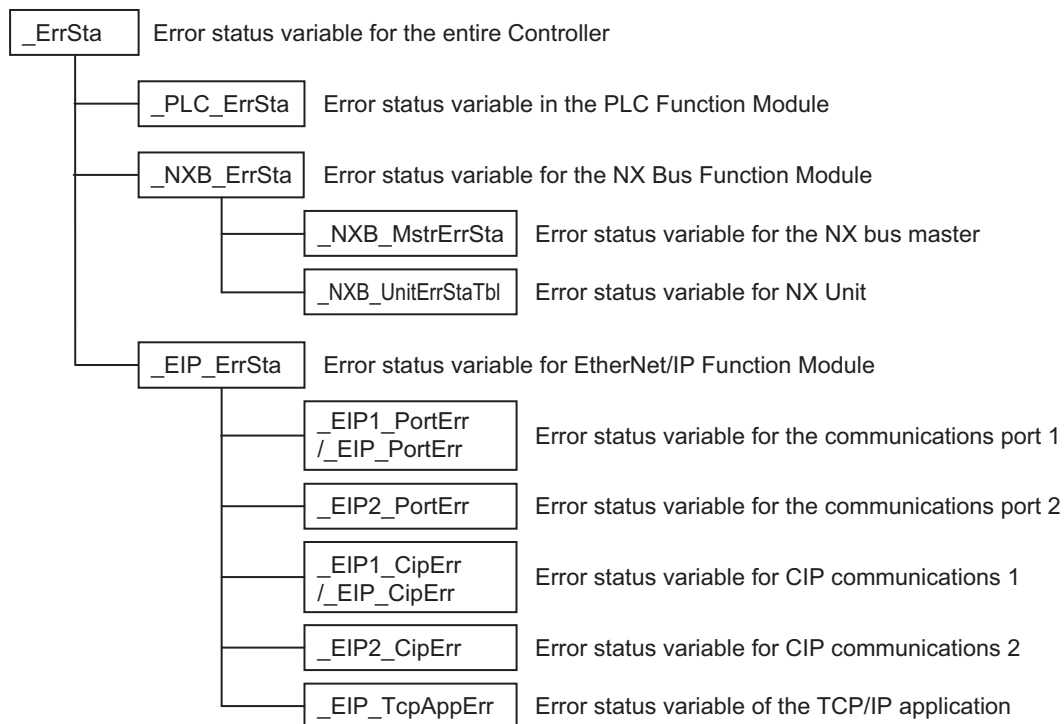 _ErrSta Error status variable for the entire Controller
_PLC_ErrSta Error status variable in the PLC Function Module
_NXB_ErrSta Error status variable for the NX Bus Function Module
_NXB_MstrErrSta Error status variable for the NX bus master
_NXB_UnitErrStaTbl Error status variable for NX Unit
_EIP_ErrSta Error status variable for EtherNet/IP Function Module
_EIP1_PortErr
/_EIP_PortErr Error status variable for the communications port 1
_EIP2_PortErr Error status variable for the communications port 2
_EIP1_CipErr
/_EIP_CipErr Error status variable for CIP communications 1
_EIP2_CipErr Error status variable for CIP communications 2
_EIP_TcpAppErr Error status variable of the TCP/IP application